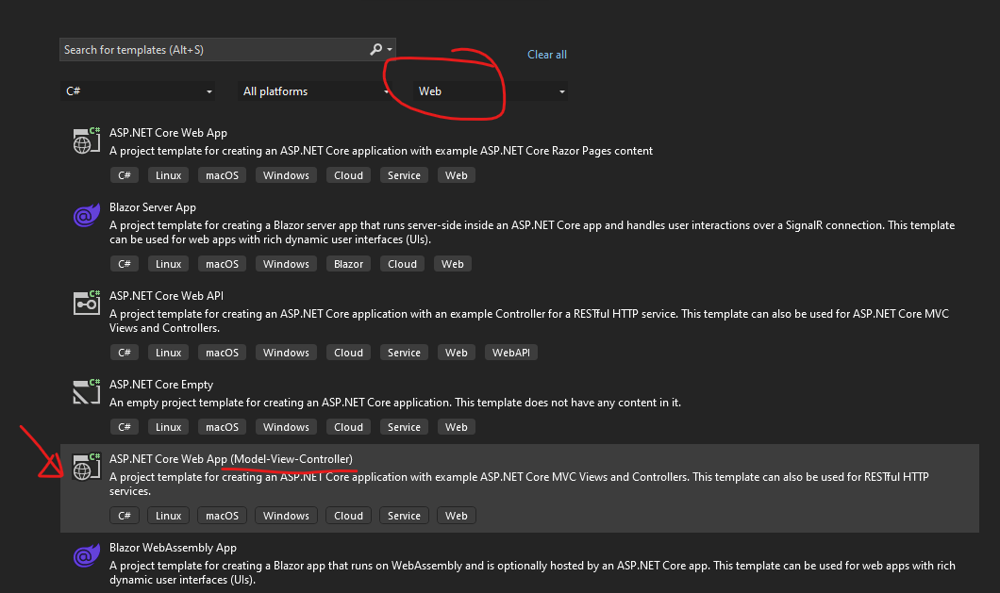 Search for templates (Alt+S)
Clear all
C# All platforms Web
C#
ASP.NET Core Web App
A project template for creating an ASP.NET Core application with example ASP.NET Core Razor Pages content
C# Linux macOS Windows Cloud Service Web
Blazor Server App
A project template for creating a Blazor server app that runs server-side inside an ASP.NET Core app and handles user interactions over a SignalR connection. This template
can be used for web apps with rich dynamic user interfaces (UIs).
C# Linux macOS Windows Blazor Cloud Web
C#
ASP.NET Core Web API
A project template for creating an ASP.NET Core application with an example Controller for a RESTful HTTP service. This template can also be used for ASP.NET Core MVC
Views and Controllers.
C# Linux macOS Windows Cloud Service Web WebAPI
C#
ASP.NET Core Empty
An empty project template for creating an ASP.NET Core application. This template does not have any content in it.
C# Linux macOS Windows Cloud Service Web
C#
ASP.NET Core Web App (Model-View-Controller)
A project template for creating an ASP.NET Core application with example ASP.NET Core MVC Views and Controllers. This template can also be used for RESTful HTTP
services.
C# Linux macOS Windows Cloud Service Web
Blazor WebAssembly App
A project template for creating a Blazor app that runs on WebAssembly and is optionally hosted by an ASP.NET Core app. This template can be used for web apps with rich
dynamic user interfaces (UIs).